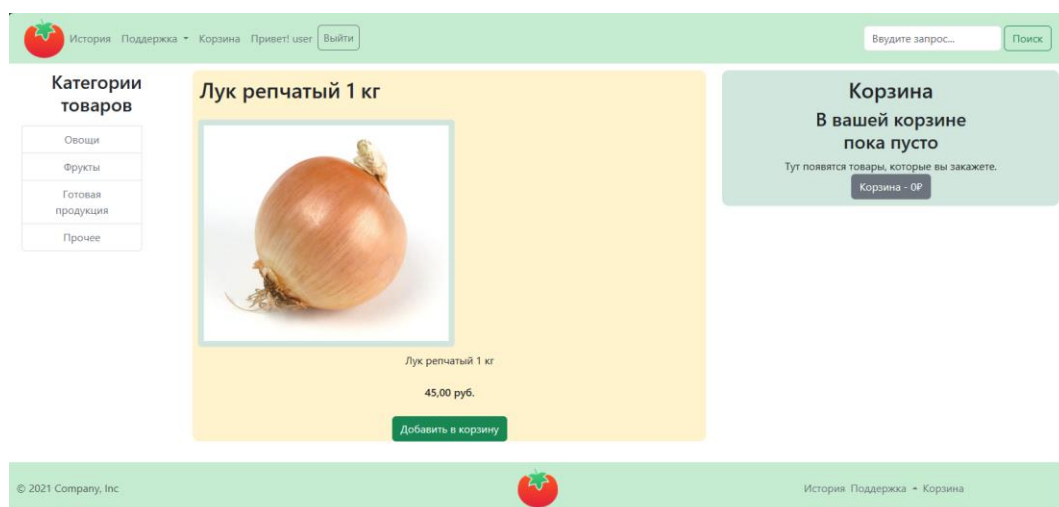 История Поддержка Корзина Привет! user Выйти
Ввудите запрос... Поиск
Категории
товаров
Овощи
Фрукты
Готовая
продукция
Прочее
Лук репчатый 1 кг
Лук репчатый 1 кг
45,00 руб.
Добавить в корзину
Корзина
В вашей корзине
пока пусто
Тут появятся товары, которые вы закажете.
Корзина - 0₽
© 2021 Company, Inc
История Поддержка Корзина